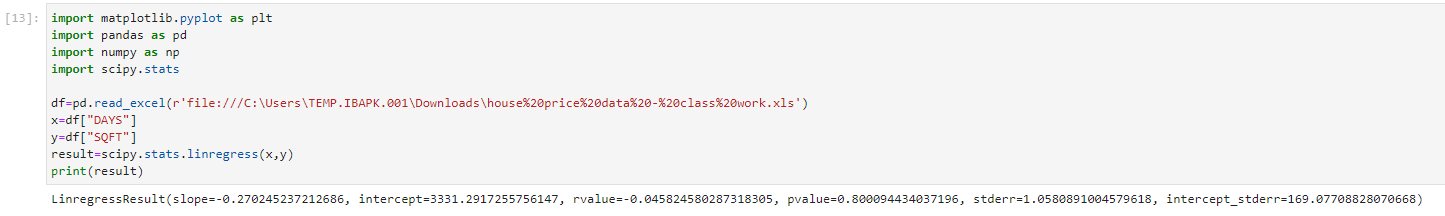 [13]: import matplotlib.pyplot as plt
import pandas as pd
import numpy as np
import scipy.stats
df=pd.read_excel(r'file:///C:\Users\TEMP.IBAPK.001\Downloads\house%20price%20data%20-%20class%20work.xls')
x=df["DAYS"]
y=df["SQFT"]
result=scipy.stats.linregress(x,y)
print(result)
LinregressResult(slope=-0.270245237212686, intercept=3331.2917255756147, rvalue=-0.045824580287318305, pvalue=0.800094434037196, stderr=1.0580891004579618, intercept_stderr=169.07708828070668)